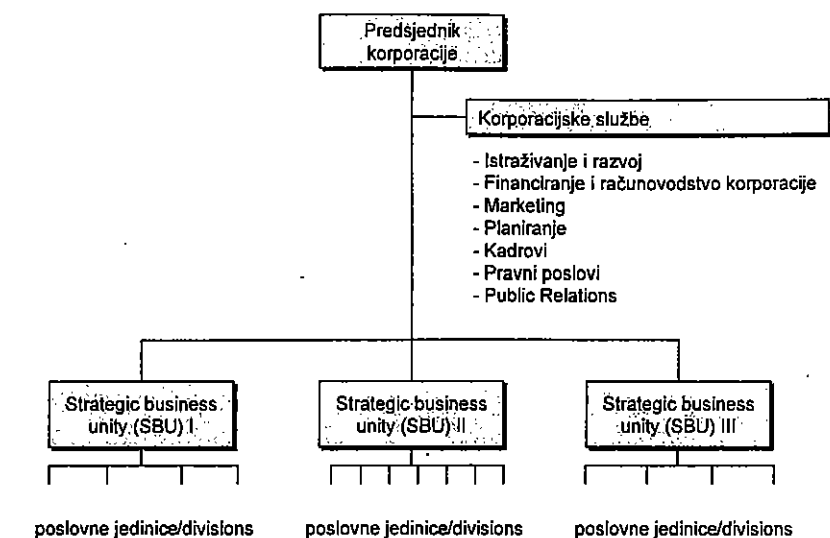 Predsjednik
korporacije
Korporacijske službe
- Istraživanje i razvoj
- Financiranje i računovodstvo korporacije
- Marketing
- Planiranje
- Kadrovi
- Pravni poslovi
- Public Relations
Strategic business
unity (SBU) I
Strategic business
unity (SBU) II
Strategic business
unity (SBU) III
poslovne jedinice/divisions
poslovne jedinice/divisions
poslovne jedinice/divisions